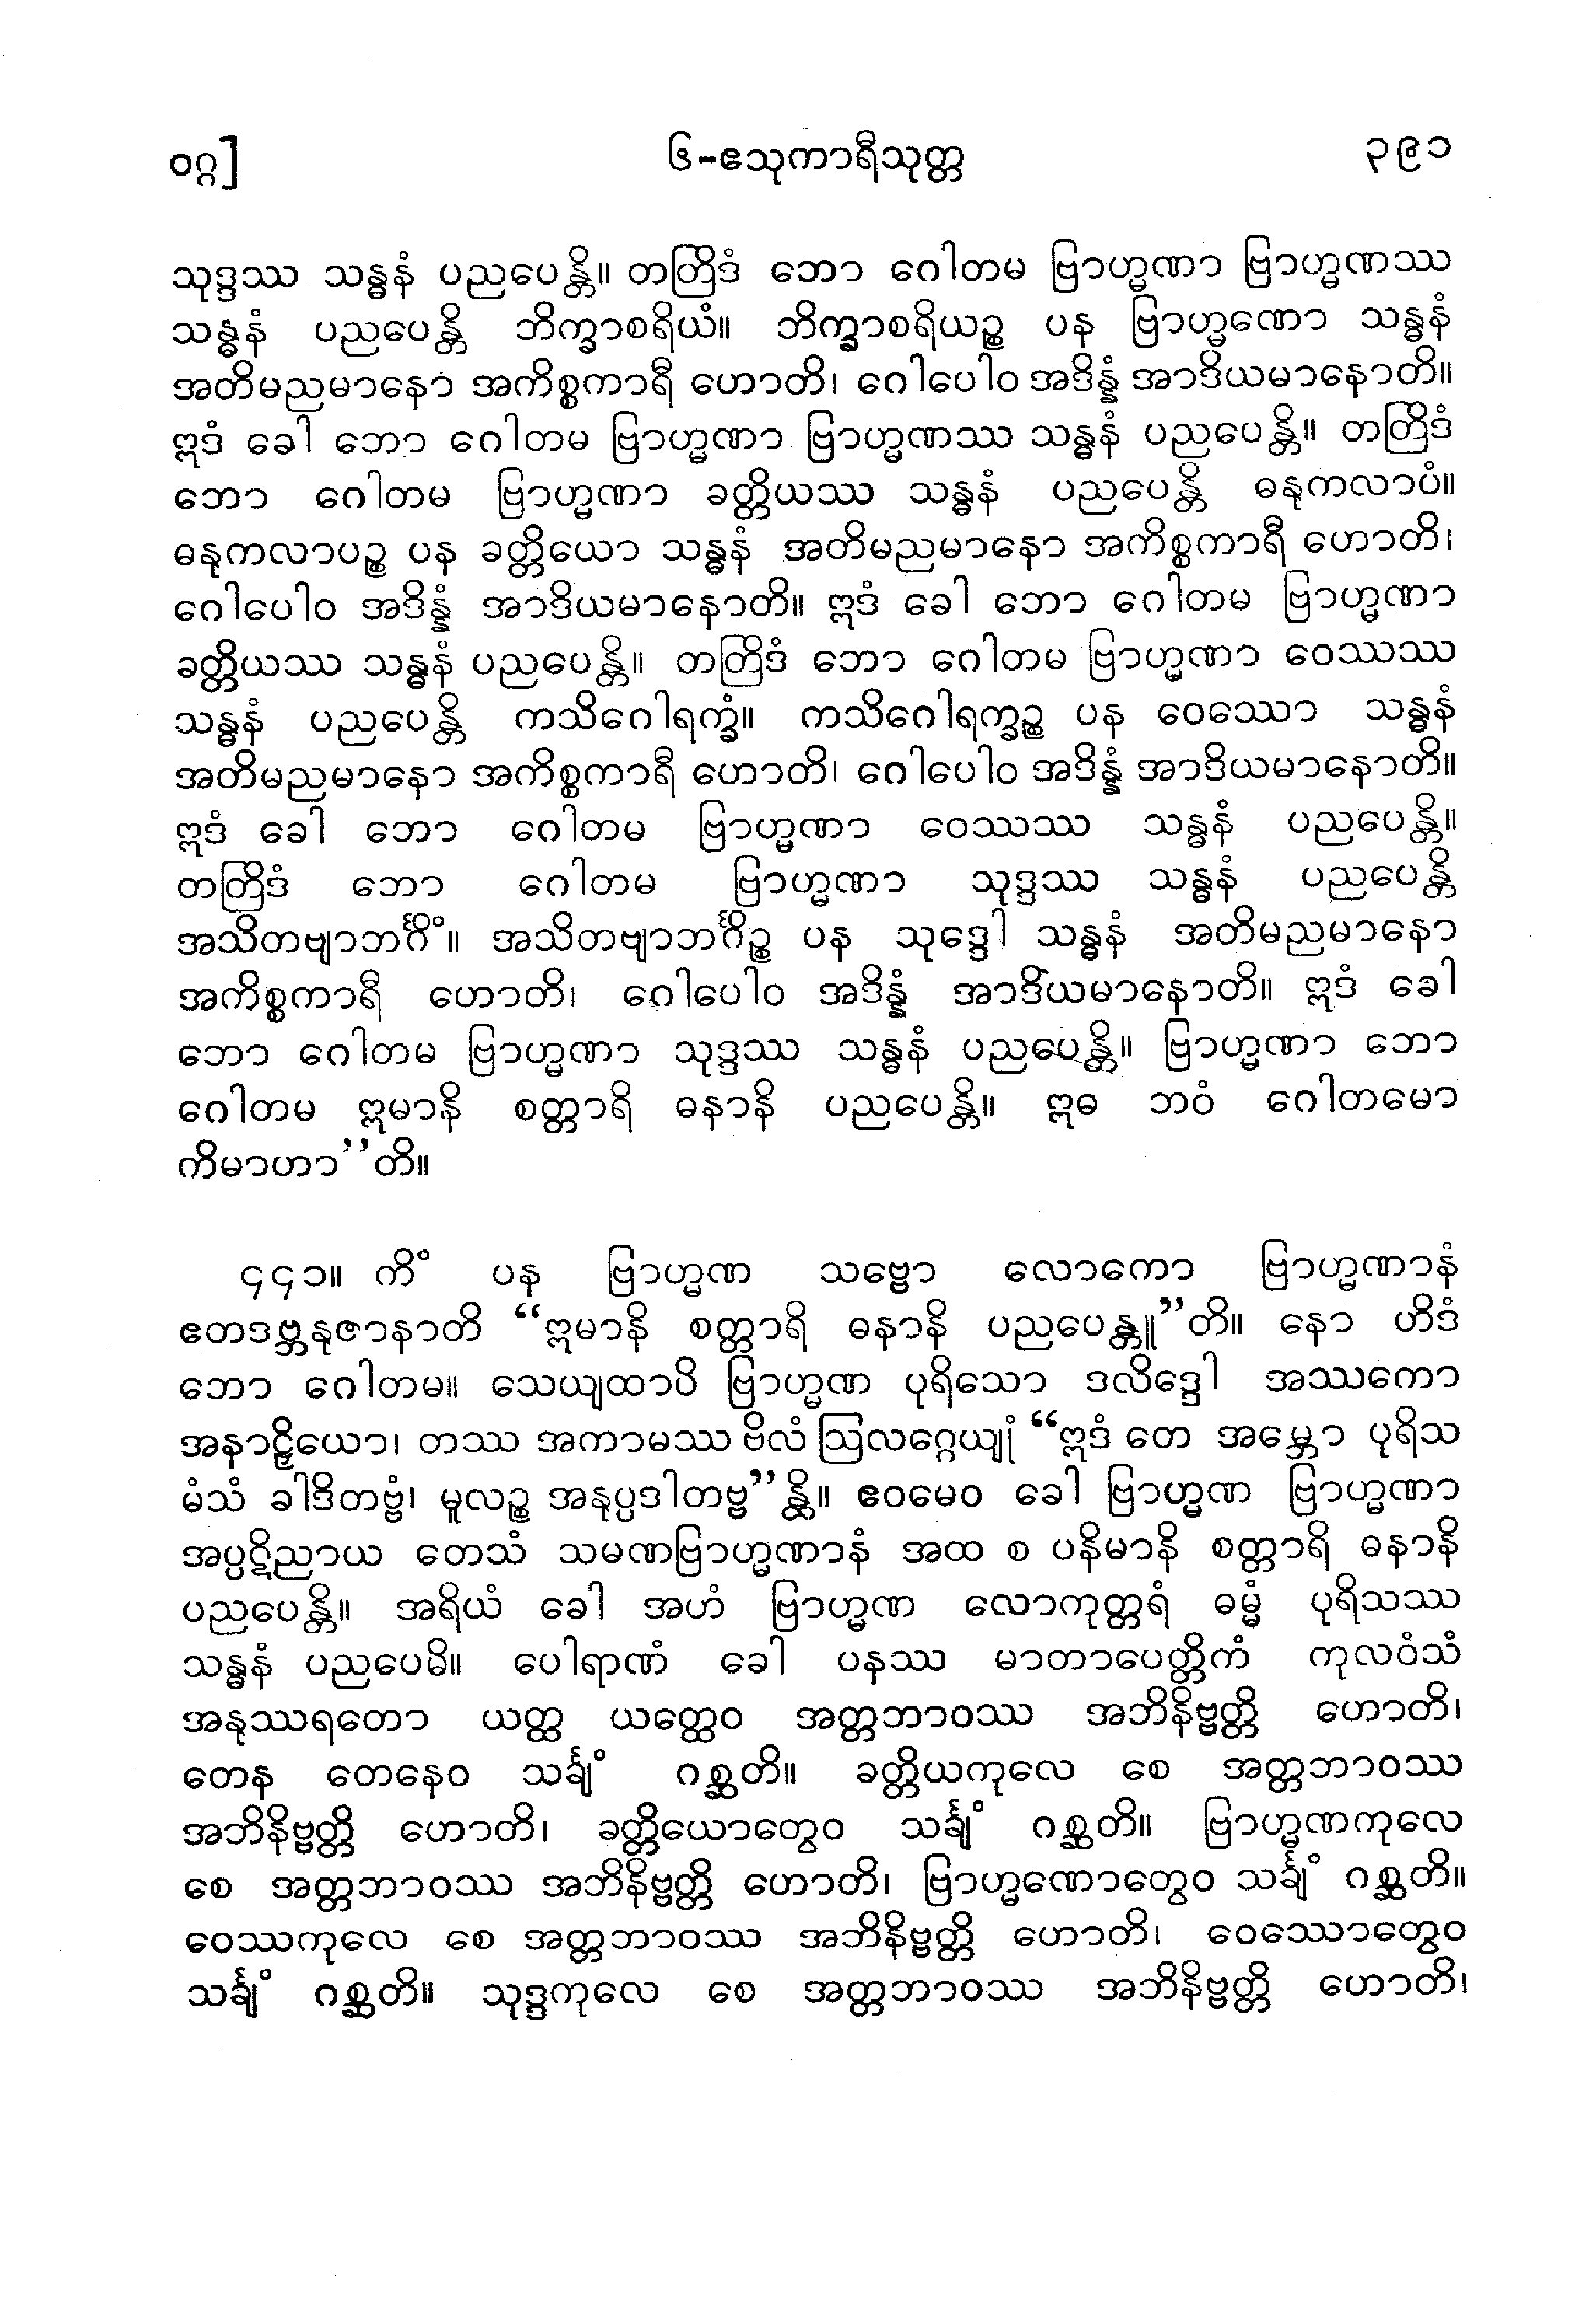 ဝဂ္ဂ] ၆-ဧသုကာရီသုတ္တ ၃၉၁
သုဒ္ဒဿ သန္ဓနံ ပညပေန္တိ။ တတြိဒံ ဘော ဂေါတမ ဗြာဟ္မဏာ ဗြာဟ္မဏဿ
သန္ဓနံ ပညပေန္တိ ဘိက္ခာစရိယံ။ ဘိက္ခာစရိယဉ္စ ပန ဗြာဟ္မဏော သန္ဓနံ
အတိမညမာနော အကိစ္စကာရီ ဟောတိ၊ ဂေါပေါဝ အဒိန္နံ အာဒိယမာနောတိ။
ဣဒံ ခေါ ဘော ဂေါတမ ဗြာဟ္မဏာ ဗြာဟ္မဏဿ သန္ဓနံ ပညပေန္တိ။ တတြိဒံ
ဘော ဂေါတမ ဗြာဟ္မဏာ ခတ္တိယဿ သန္ဓနံ ပညပေန္တိ ဓနုကလာပံ။
ဓနုကလာပဉ္စ ပန ခတ္တိယော သန္ဓနံ အတိမညမာနော အကိစ္စကာရီ ဟောတိ၊
ဂေါပေါဝ အဒိန္နံ အာဒိယမာနောတိ။ ဣဒံ ခေါ ဘော ဂေါတမ ဗြာဟ္မဏာ
ခတ္တိယဿ သန္ဓနံ ပညပေန္တိ။ တတြိဒံ ဘော ဂေါတမ ဗြာဟ္မဏာ ဝေဿဿ
သန္ဓနံ ပညပေန္တိ ကသိဂေါရက္ခံ။ ကသိဂေါရက္ခဉ္စ ပန ဝေဿော သန္ဓနံ
အတိမညမာနော အကိစ္စကာရီ ဟောတိ၊ ဂေါပေါဝ အဒိန္နံ အာဒိယမာနောတိ။
ဣဒံ ခေါ ဘော ဂေါတမ ဗြာဟ္မဏာ ဝေဿဿ သန္ဓနံ ပညပေန္တိ။
တတြိဒံ ဘော ဂေါတမ ဗြာဟ္မဏာ သုဒ္ဒဿ သန္ဓနံ ပညပေန္တိ
အသိတဗျာဘင်္ဂိံ။ အသိတဗျာဘင်္ဂိဉ္စ ပန သုဒ္ဒေါ သန္ဓနံ အတိမညမာနော
အကိစ္စကာရီ ဟောတိ၊ ဂေါပေါဝ အဒိန္နံ အာဒိယမာနောတိ။ ဣဒံ ခေါ
ဘော ဂေါတမ ဗြာဟ္မဏာ သုဒ္ဒဿ သန္ဓနံ ပညပေန္တိ။ ဗြာဟ္မဏာ ဘော
ဂေါတမ ဣမာနိ စတ္တာရိ ဓနာနိ ပညပေန္တိ။ ဣဓ ဘဝံ ဂေါတမော
ကိမာဟာ”တိ။
၄၄၁။ ကိံ ပန ဗြာဟ္မဏ သဗ္ဗော လောကော ဗြာဟ္မဏာနံ
ဧတဒဗ္ဘနုဇာနာတိ “ဣမာနိ စတ္တာရိ ဓနာနိ ပညပေန္တူ”တိ။ နော ဟိဒံ
ဘော ဂေါတမ။ သေယျထာပိ ဗြာဟ္မဏ ပုရိသော ဒလိဒ္ဒေါ အဿကော
အနာဠှိယော၊ တဿ အကာမဿ ဗိလံ ဩလဂ္ဂေယျုံ “ဣဒံ တေ အမ္ဘော ပုရိသ
မံသံ ခါဒိတဗ္ဗံ၊ မူလဉ္စ အနုပ္ပဒါတဗ္ဗ”န္တိ။ ဧဝမေဝ ခေါ ဗြာဟ္မဏ ဗြာဟ္မဏာ
အပ္ပဋိညာယ တေသံ သမဏဗြာဟ္မဏာနံ အထ စ ပနိမာနိ စတ္တာရိ ဓနာနိ
ပညပေန္တိ။ အရိယံ ခေါ အဟံ ဗြာဟ္မဏ လောကုတ္တရံ ဓမ္မံ ပုရိသဿ
သန္ဓနံ ပညပေမိ။ ပေါရာဏံ ခေါ ပနဿ မာတာပေတ္တိကံ ကုလဝံသံ
အနုဿရတော ယတ္ထ ယတ္ထေဝ အတ္တဘာဝဿ အဘိနိဗ္ဗတ္တိ ဟောတိ၊
တေန တေနေဝ သင်္ချံ ဂစ္ဆတိ။ ခတ္တိယကုလေ စေ အတ္တဘာဝဿ
အဘိနိဗ္ဗတ္တိ ဟောတိ၊ ခတ္တိယောတွေဝ သင်္ချံ ဂစ္ဆတိ။ ဗြာဟ္မဏကုလေ
စေ အတ္တဘာဝဿ အဘိနိဗ္ဗတ္တိ ဟောတိ၊ ဗြာဟ္မဏောတွေဝ သင်္ချံ ဂစ္ဆတိ။
ဝေဿကုလေ စေ အတ္တဘာဝဿ အဘိနိဗ္ဗတ္တိ ဟောတိ၊ ဝေဿောတွေဝ
သင်္ချံ ဂစ္ဆတိ။ သုဒ္ဒကုလေ စေ အတ္တဘာဝဿ အဘိနိဗ္ဗတ္တိ ဟောတိ၊